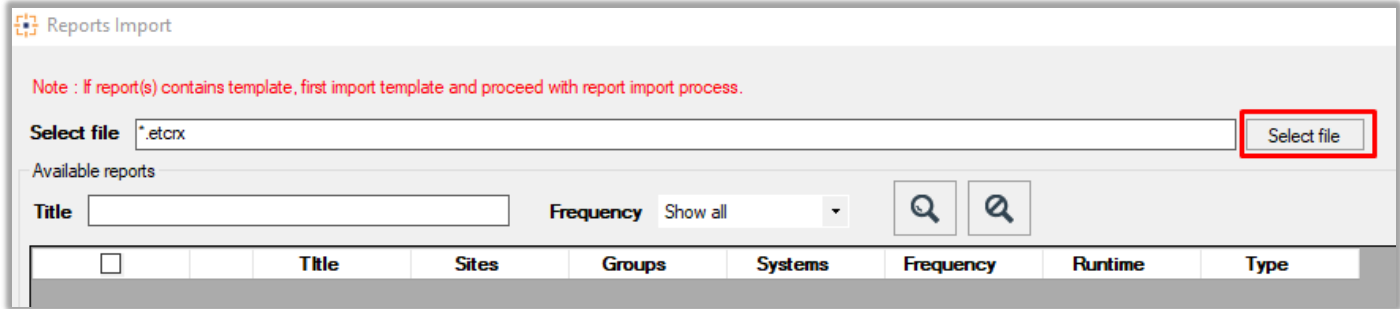 Reports Import
Note : If report(s) contains template, first import template and proceed with report import process.
Select file *.etcrx Select file
Available reports
Title Frequency Show all
TItle Sites Groups Systems Frequency Runtime Type